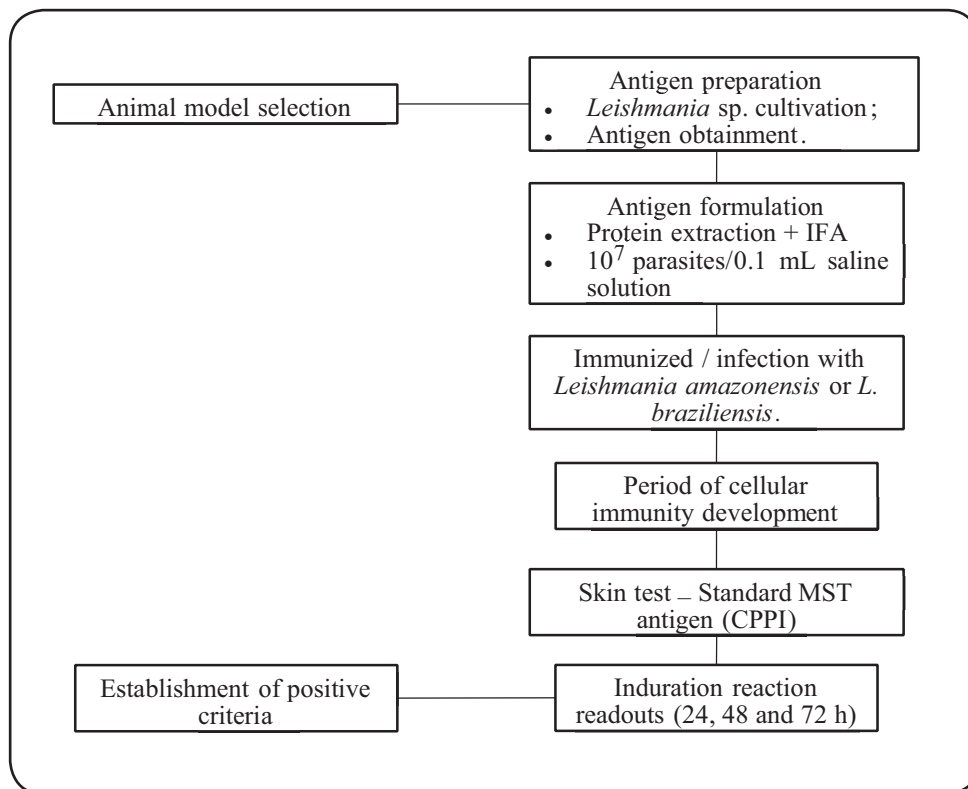 Animal model selection
Antigen preparation
• Leishmania sp. cultivation;
• Antigen obtainment.
Antigen formulation
• Protein extraction + IFA
• 10⁷ parasites/0.1 mL saline
solution
Immunized / infection with
Leishmania amazonensis or L.
braziliensis.
Period of cellular
immunity development
Skin test – Standard MST
antigen (CPPI)
Induration reaction
readouts (24, 48 and 72 h)
Establishment of positive
criteria